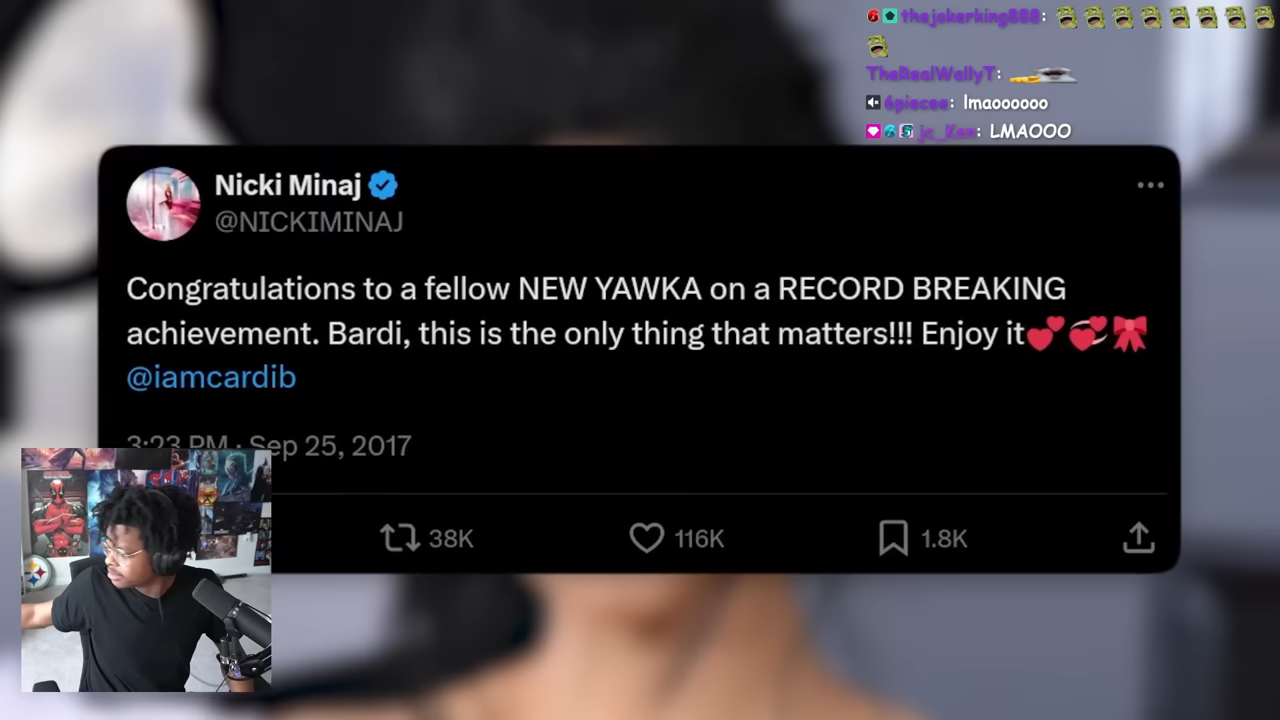 thejokerking888:
TheRealWallyT:
6piecee: lmaoooooo
jc_Ken: LMAOOO
Nicki Minaj
@NICKIMINAJ
Congratulations to a fellow NEW YAWKA on a RECORD BREAKING
achievement. Bardi, this is the only thing that matters!!! Enjoy it💕💞🎀
@iamcardib
3:23 PM · Sep 25, 2017
38K 116K 1.8K